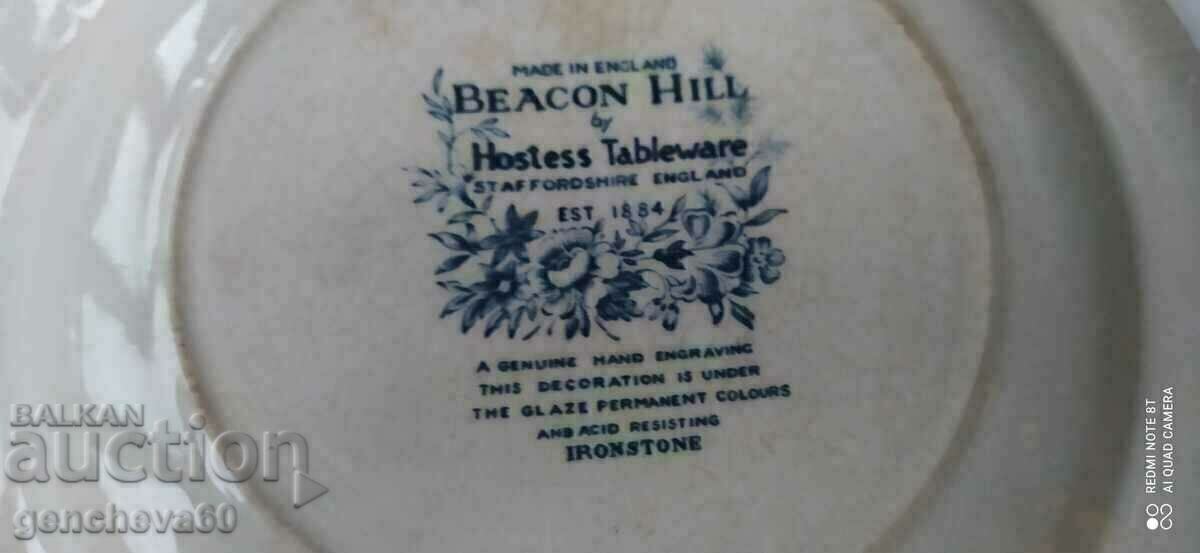 MADE IN ENGLAND
BEACON HILL
by
Hostess Tableware
STAFFORDSHIRE ENGLAND
EST 1884
A GENUINE HAND ENGRAVING
THIS DECORATION IS UNDER
THE GLAZE PERMANENT COLOURS
AND ACID RESISTING
IRONSTONE
BALKAN
auction
gencheva60
REDMI NOTE 8T
AI QUAD CAMERA